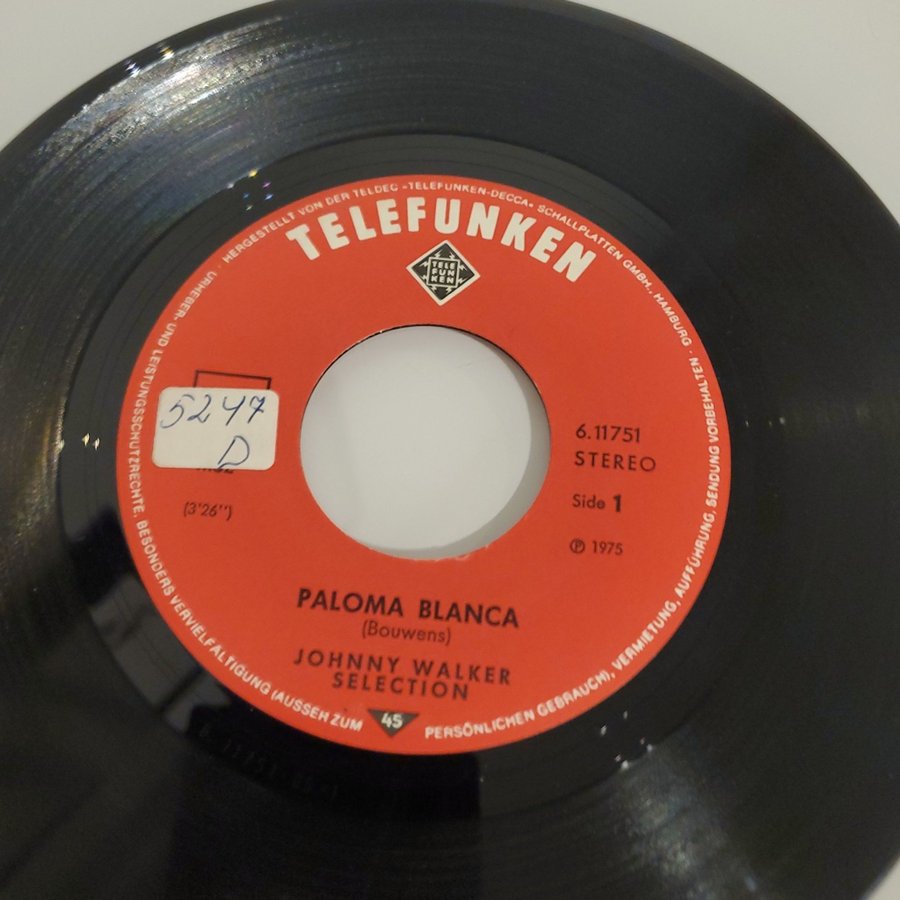 URHEBER- UND LEISTUNGSSCHUTZRECHTE, BESONDERS VERVIELFÄLTIGUNG (AUSSER ZUM PERSÖNLICHEN GEBRAUCH), VERMIETUNG, AUFFÜHRUNG, SENDUNG VORBEHALTEN
· HERGESTELLT VON DER TELDEC »TELEFUNKEN-DECCA« SCHALLPLATTEN GMBH., HAMBURG ·
TELEFUNKEN
TELE
FUN
KEN
5247
D
(3'26'')
6.11751
STEREO
Side 1
℗ 1975
PALOMA BLANCA
(Bouwens)
JOHNNY WALKER
SELECTION
45